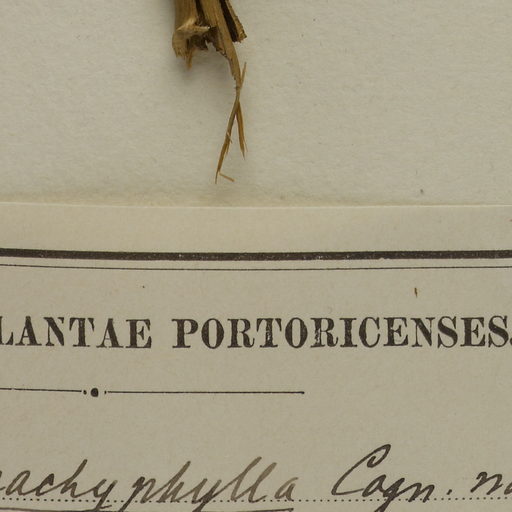 LANTAE PORTORICENSES.
achyphylla Cogn.